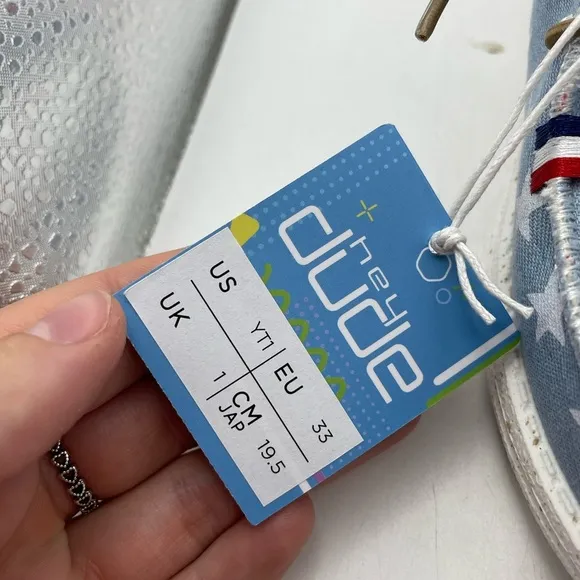 hey
dude
US YT1 EU 33
UK 1 CM JAP 19.5